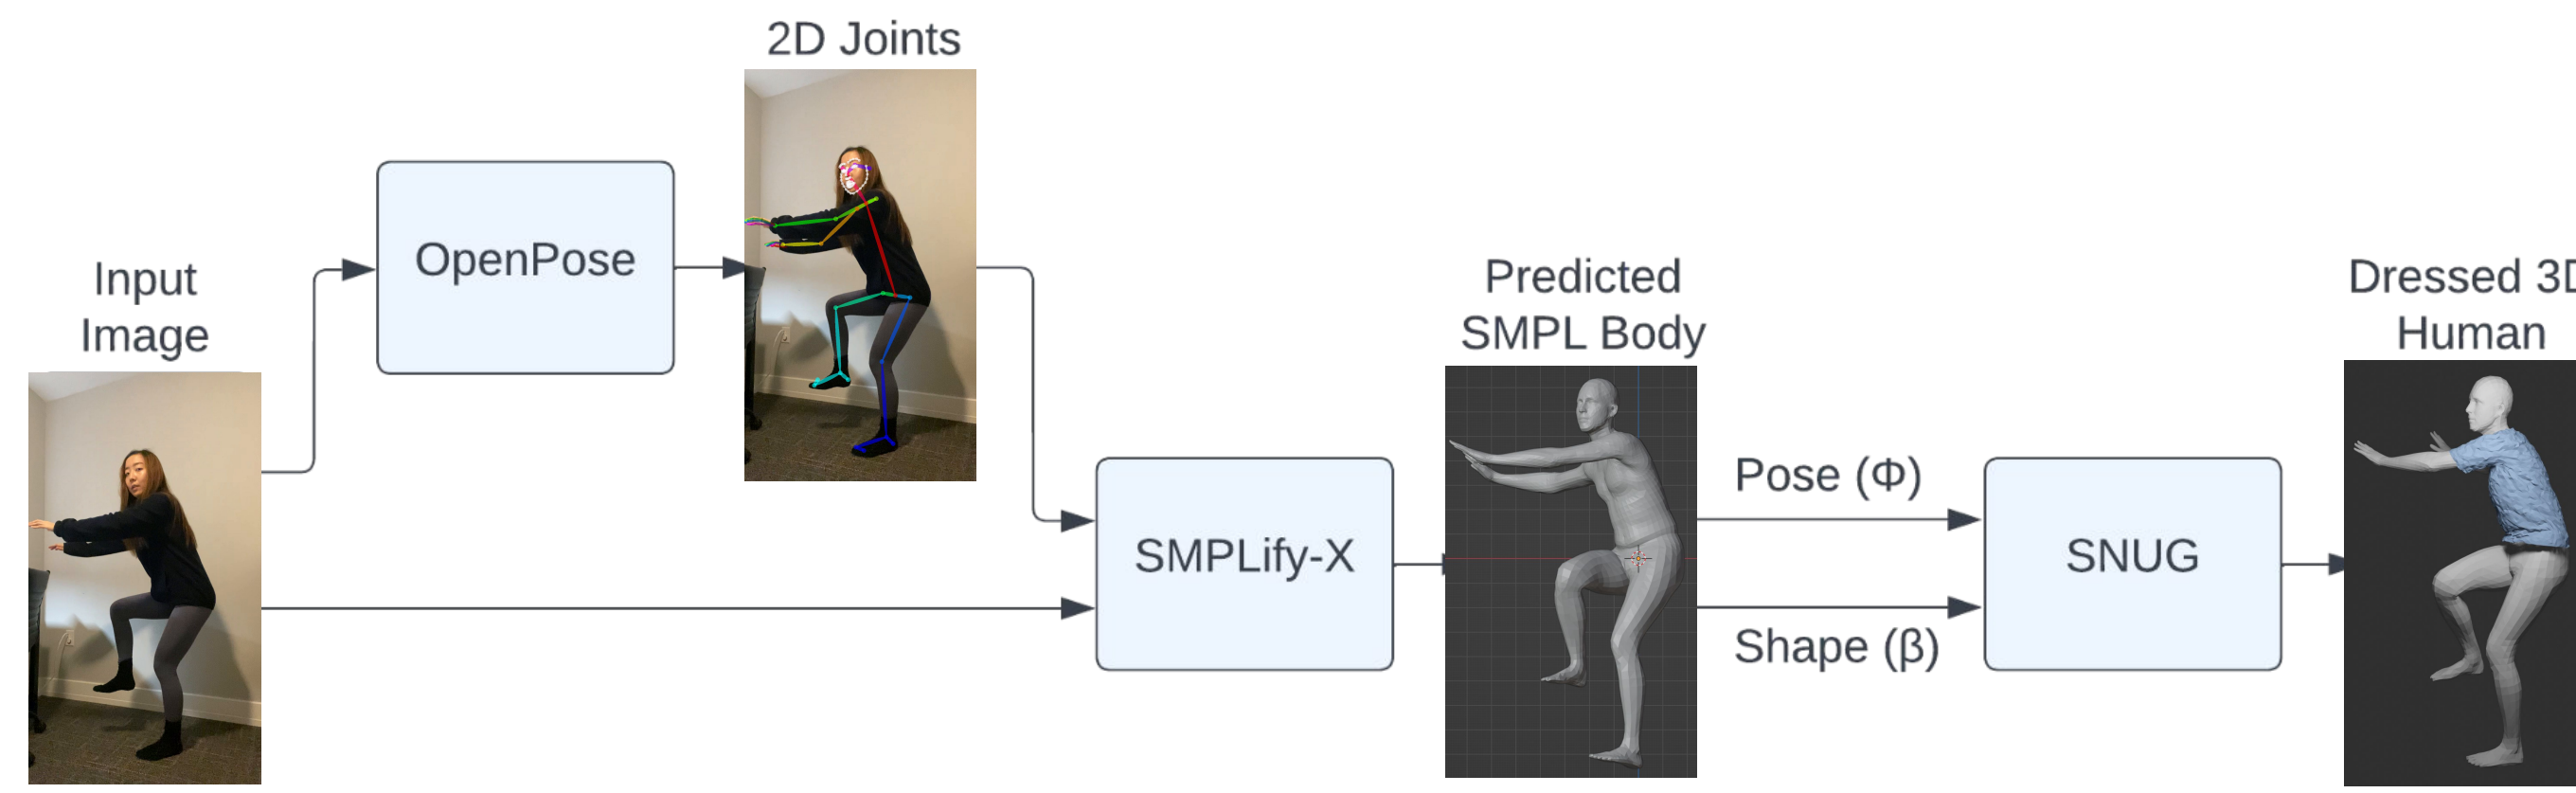 2D Joints
OpenPose
Input
Image
Predicted
SMPL Body
Dressed 3D
Human
Pose (Φ)
SMPLify-X
SNUG
Shape (β)